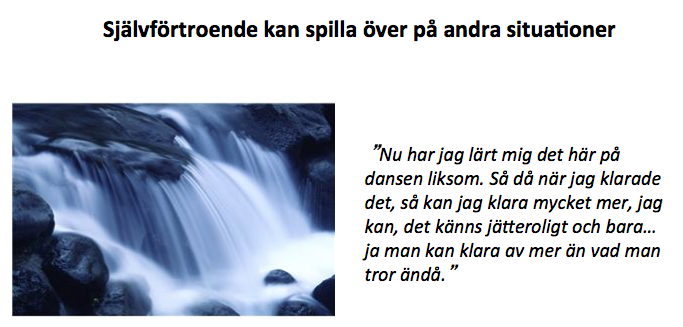 Självförtroende kan spilla över på andra situationer
”Nu har jag lärt mig det här på
dansen liksom. Så då när jag klarade
det, så kan jag klara mycket mer, jag
kan, det känns jätteroligt och bara…
ja man kan klara av mer än vad man
tror ändå.”